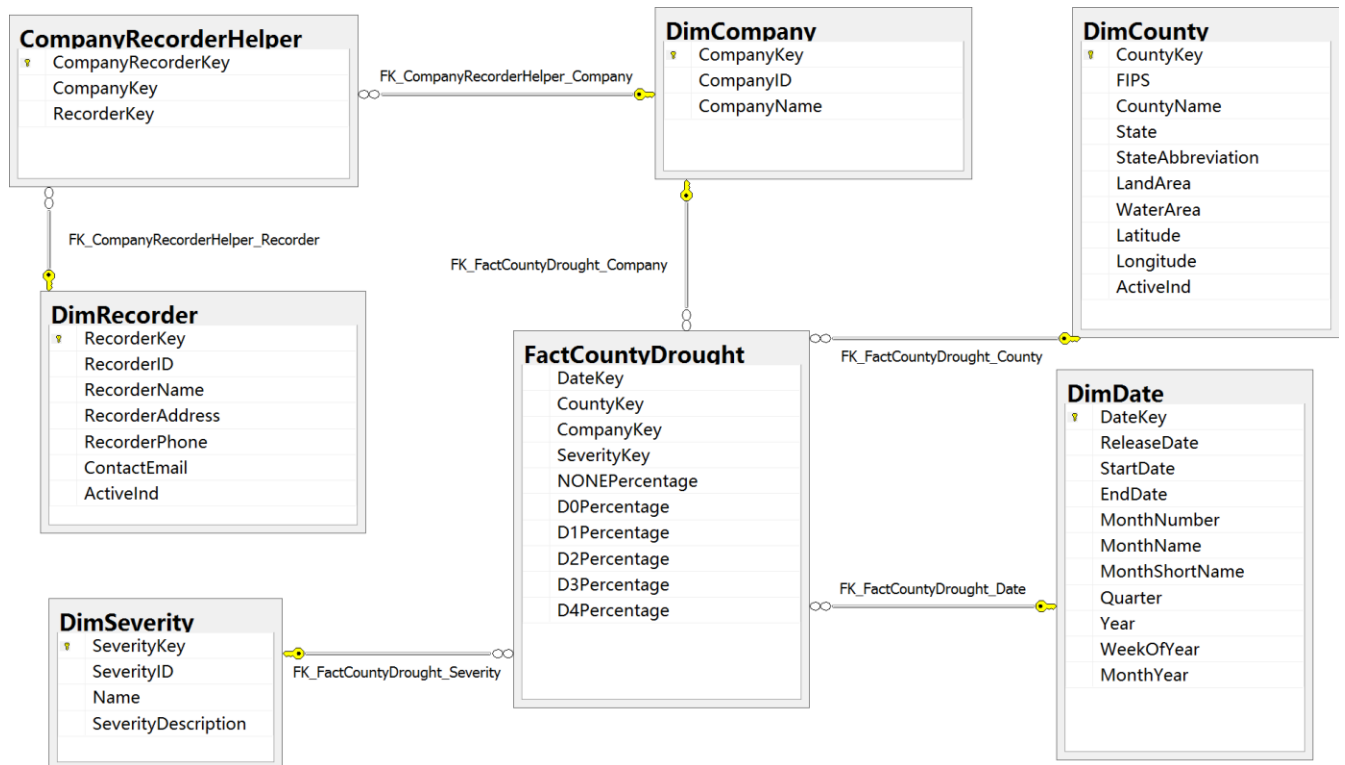 CompanyRecorderHelper
CompanyRecorderKey
CompanyKey
RecorderKey
FK_CompanyRecorderHelper_Company
DimCompany
CompanyKey
CompanyID
CompanyName
DimCounty
CountyKey
FIPS
CountyName
State
StateAbbreviation
LandArea
WaterArea
Latitude
Longitude
ActiveInd
FK_CompanyRecorderHelper_Recorder
FK_FactCountyDrought_Company
DimRecorder
RecorderKey
RecorderID
RecorderName
RecorderAddress
RecorderPhone
ContactEmail
ActiveInd
FactCountyDrought
DateKey
CountyKey
CompanyKey
SeverityKey
NONEPercentage
D0Percentage
D1Percentage
D2Percentage
D3Percentage
D4Percentage
FK_FactCountyDrought_County
DimDate
DateKey
ReleaseDate
StartDate
EndDate
MonthNumber
MonthName
MonthShortName
Quarter
Year
WeekOfYear
MonthYear
FK_FactCountyDrought_Date
DimSeverity
SeverityKey
SeverityID
Name
SeverityDescription
FK_FactCountyDrought_Severity